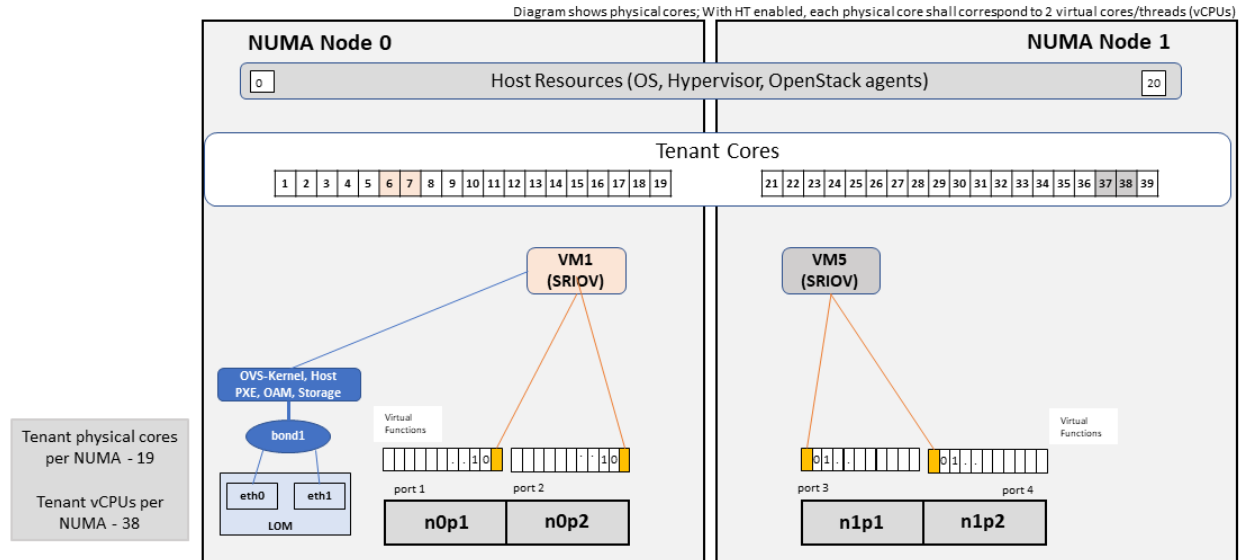 Diagram shows physical cores; With HT enabled, each physical core shall correspond to 2 virtual cores/threads (vCPUs)
NUMA Node 0
NUMA Node 1
0
Host Resources (OS, Hypervisor, OpenStack agents)
20
Tenant Cores
1 2 3 4 5 6 7 8 9 10 11 12 13 14 15 16 17 18 19
21 22 23 24 25 26 27 28 29 30 31 32 33 34 35 36 37 38 39
VM1
(SRIOV)
VM5
(SRIOV)
OVS-Kernel, Host
PXE, OAM, Storage
bond1
eth0
eth1
LOM
Virtual
Functions
. . 1 0
. . 1 0
port 1
port 2
n0p1
n0p2
Virtual
Functions
0 1 . .
0 1 . .
port 3
port 4
n1p1
n1p2
Tenant physical cores
per NUMA - 19
Tenant vCPUs per
NUMA - 38